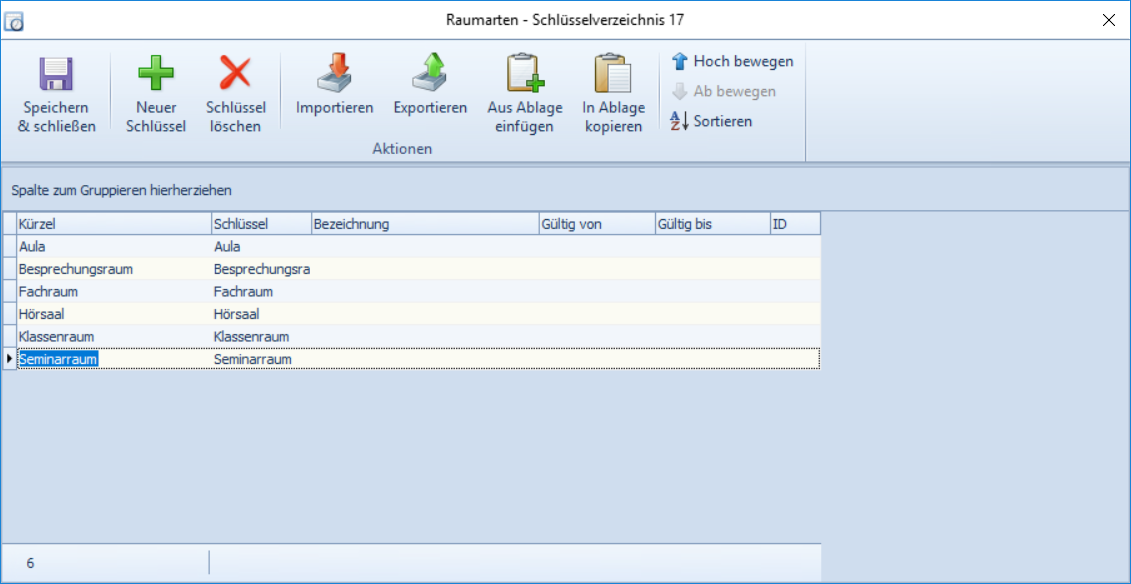 Raumarten - Schlüsselverzeichnis 17
Speichern
& schließen
Neuer
Schlüssel
Schlüssel
löschen
Importieren
Exportieren
Aus Ablage
einfügen
In Ablage
kopieren
Hoch bewegen
Ab bewegen
Sortieren
Aktionen
Spalte zum Gruppieren hierherziehen
Kürzel Schlüssel Bezeichnung Gültig von Gültig bis ID
Aula Aula
Besprechungsraum Besprechungsra
Fachraum Fachraum
Hörsaal Hörsaal
Klassenraum Klassenraum
Seminarraum Seminarraum
6